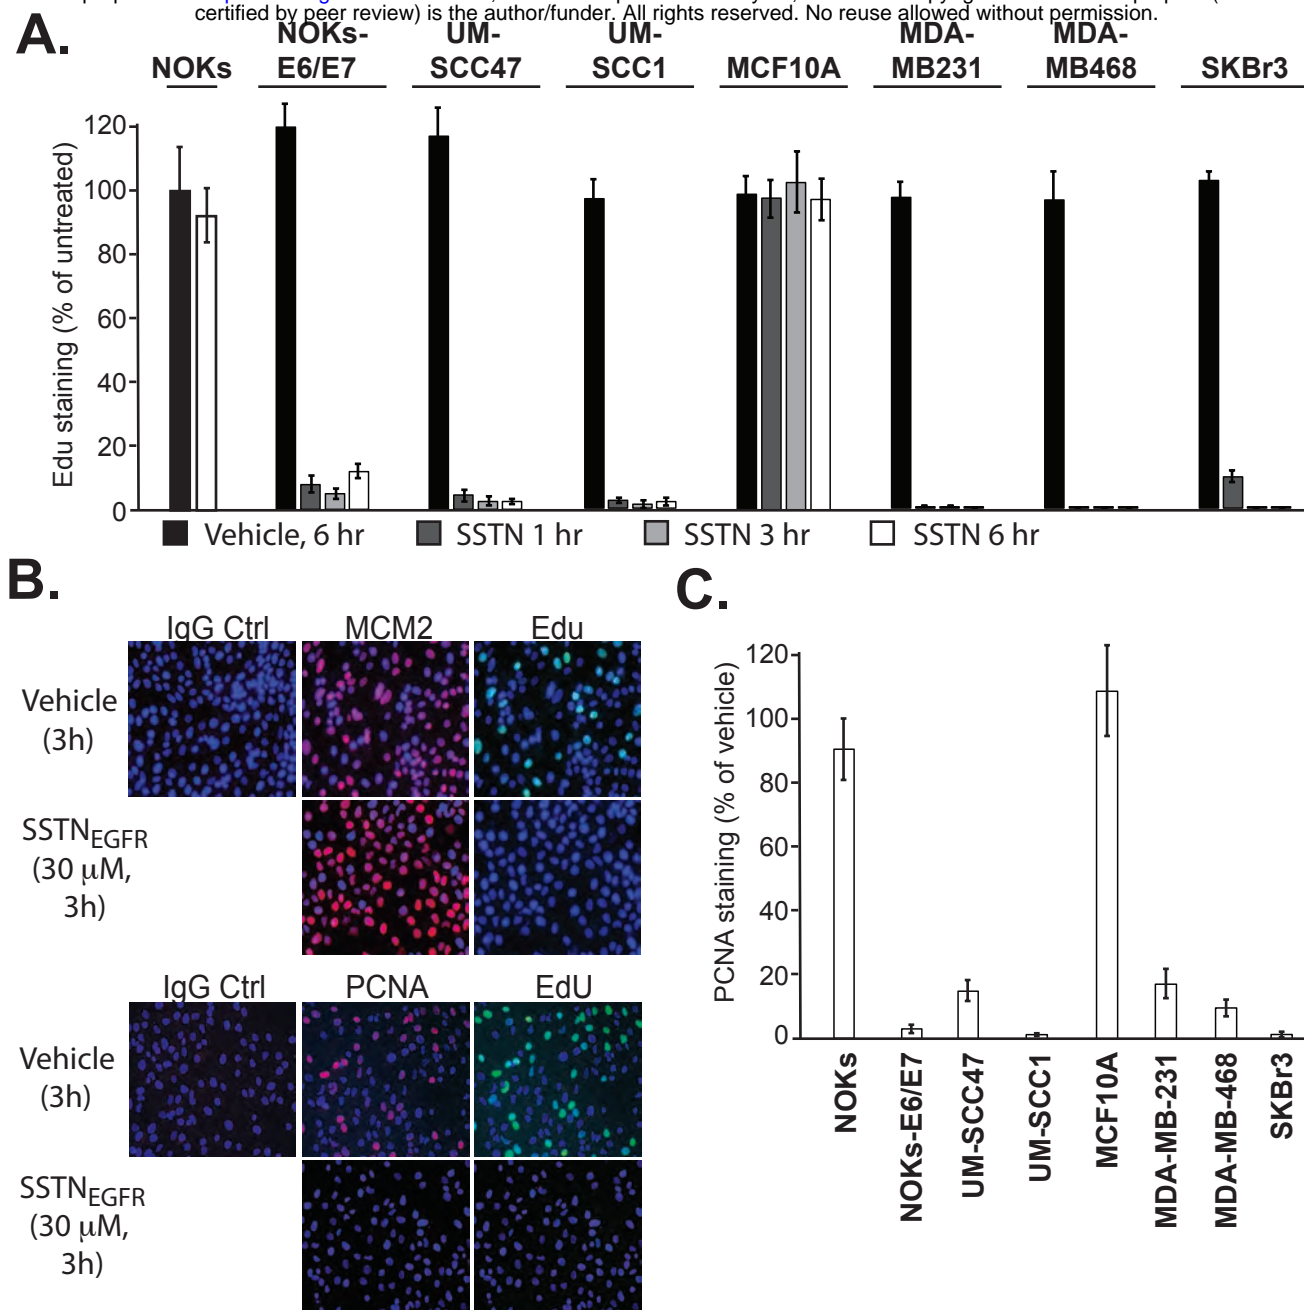 certified by peer review) is the author/funder. All rights reserved. No reuse allowed without permission.
A.
NOKs
NOKs-
E6/E7
UM-
SCC47
UM-
SCC1
MCF10A
MDA-
MB231
MDA-
MB468
SKBr3
Edu staining (% of untreated)
120
100
80
60
40
20
0
Vehicle, 6 hr
SSTN 1 hr
SSTN 3 hr
SSTN 6 hr
B.
IgG Ctrl
MCM2
Edu
Vehicle
(3h)
SSTNEGFR
(30 μM,
3h)
IgG Ctrl
PCNA
EdU
Vehicle
(3h)
SSTNEGFR
(30 μM,
3h)
C.
PCNA staining (% of vehicle)
120
100
80
60
40
20
0
NOKs
NOKs-E6/E7
UM-SCC47
UM-SCC1
MCF10A
MDA-MB-231
MDA-MB-468
SKBr3